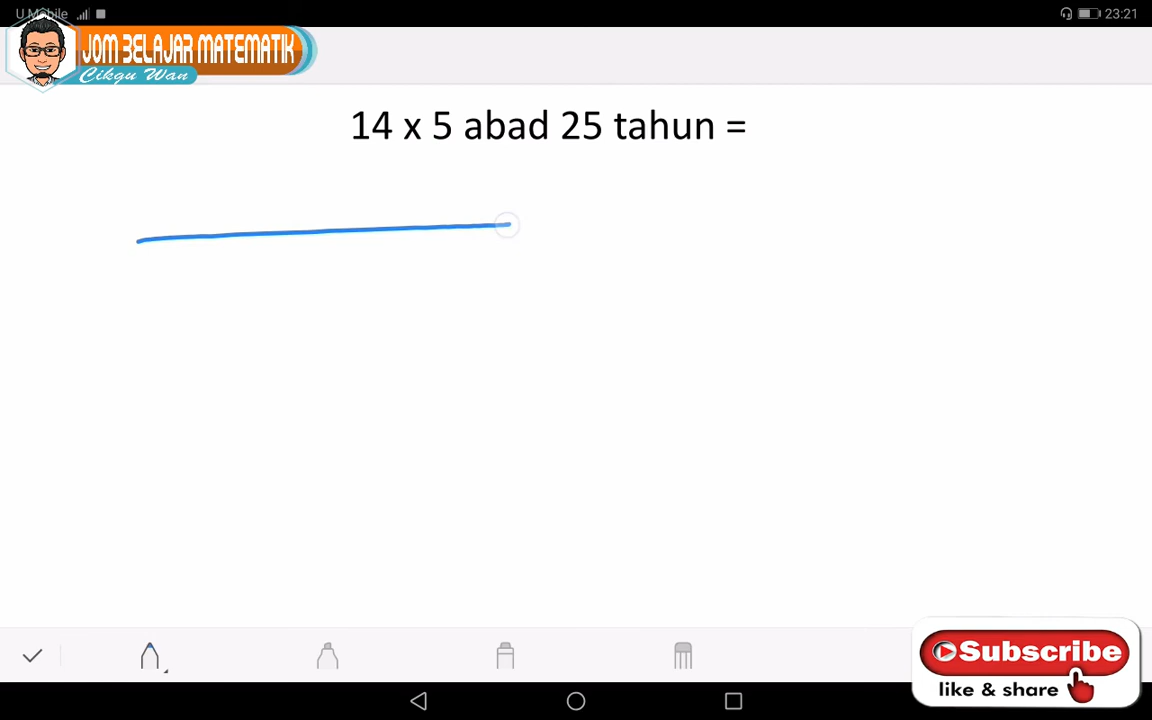 U Mobile
23:21
JOM BELAJAR MATEMATIK
Cikgu Wan
14 x 5 abad 25 tahun =
Subscribe
like & share